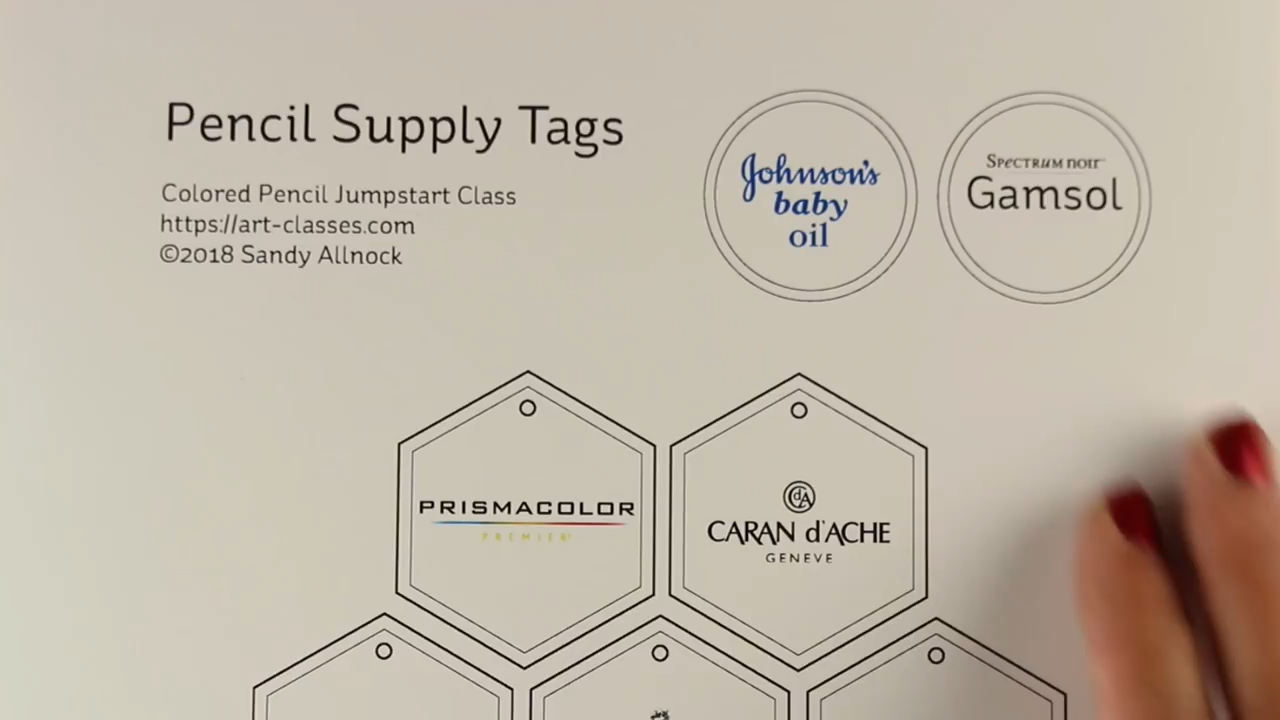 Pencil Supply Tags
Colored Pencil Jumpstart Class
https://art-classes.com
©2018 Sandy Allnock
Johnson's
baby
oil
SPECTRUM NOIR
Gamsol
PRISMACOLOR
PREMIER
CdA
CARAN d'ACHE
GENEVE